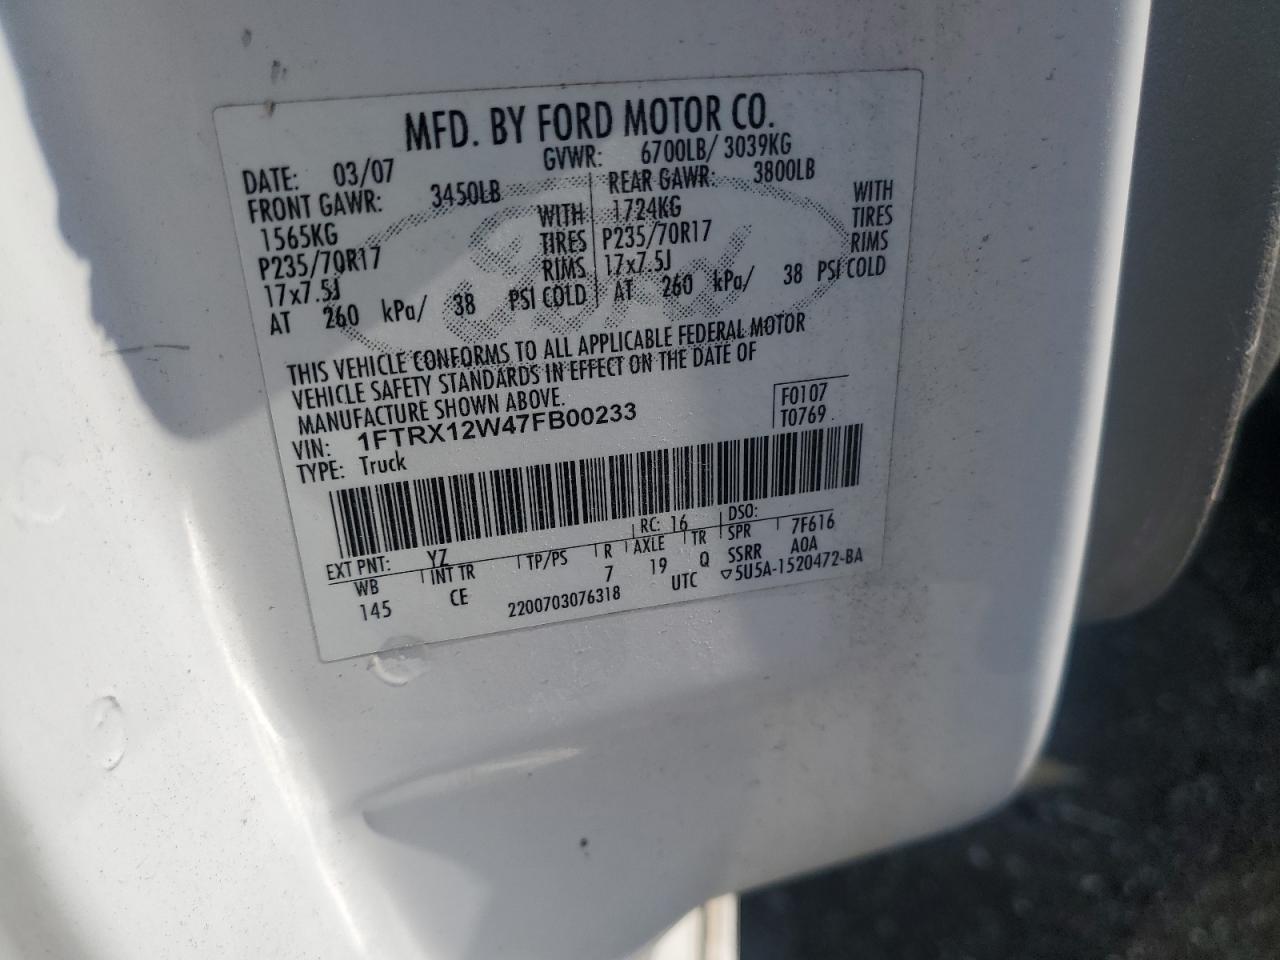 MFD. BY FORD MOTOR CO.
DATE: 03/07 GVWR: 6700LB/ 3039KG
FRONT GAWR: 3450LB REAR GAWR: 3800LB
1565KG WITH 1724KG WITH
P235/70R17 TIRES P235/70R17 TIRES
17x7.5J RIMS 17x7.5J RIMS
AT 260 kPa/ 38 PSI COLD AT 260 kPa/ 38 PSI COLD
THIS VEHICLE CONFORMS TO ALL APPLICABLE FEDERAL MOTOR
VEHICLE SAFETY STANDARDS IN EFFECT ON THE DATE OF
MANUFACTURE SHOWN ABOVE.
VIN: 1FTRX12W47FB00233 F0107
TYPE: Truck T0769
EXT PNT: YZ RC: 16 DSO:
WB INT TR TP/PS R AXLE TR SPR 7F616
145 CE 7 19 Q SSRR A0A
2200703076318 UTC ▽5U5A-1520472-BA
Ford